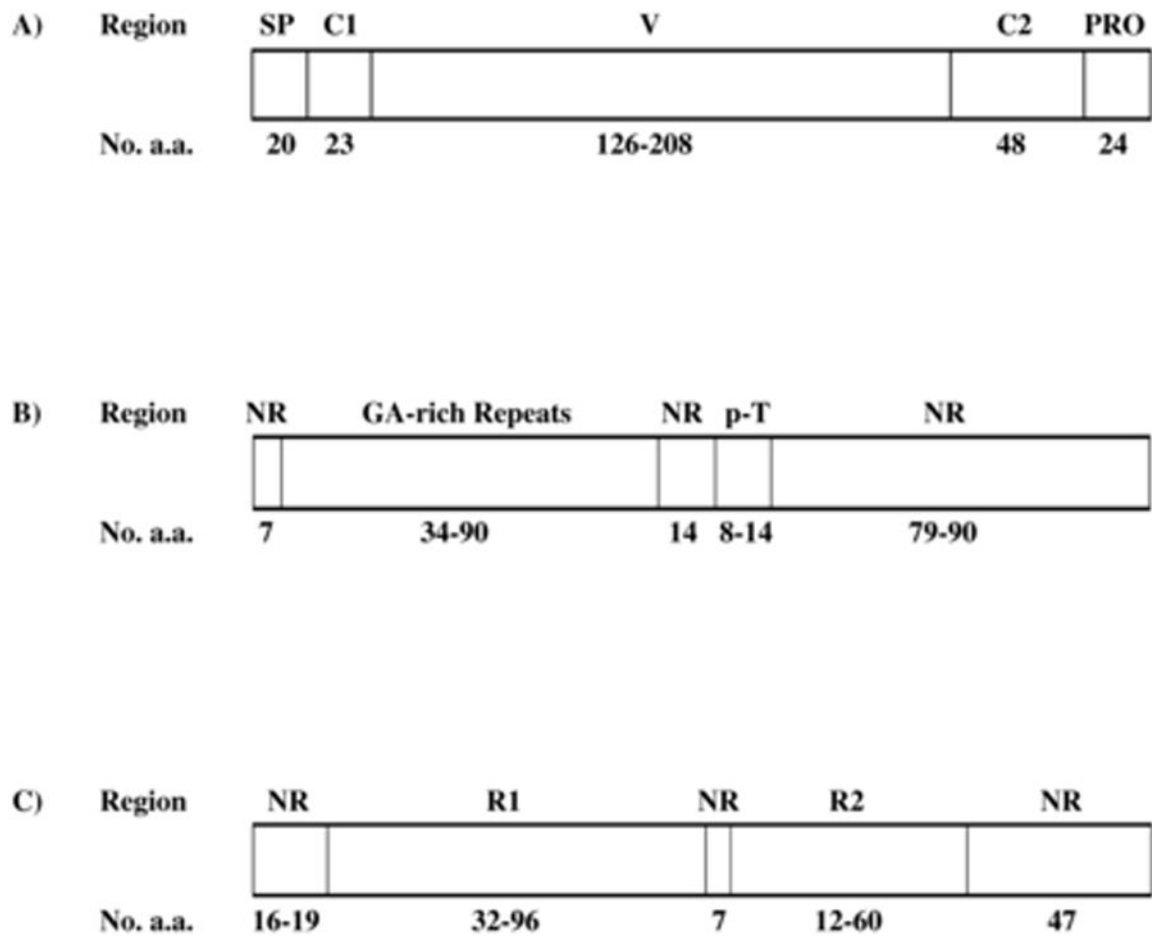 A) Region SP C1 V C2 PRO
No. a.a. 20 23 126-208 48 24
B) Region NR GA-rich Repeats NR p-T NR
No. a.a. 7 34-90 14 8-14 79-90
C) Region NR R1 NR R2 NR
No. a.a. 16-19 32-96 7 12-60 47